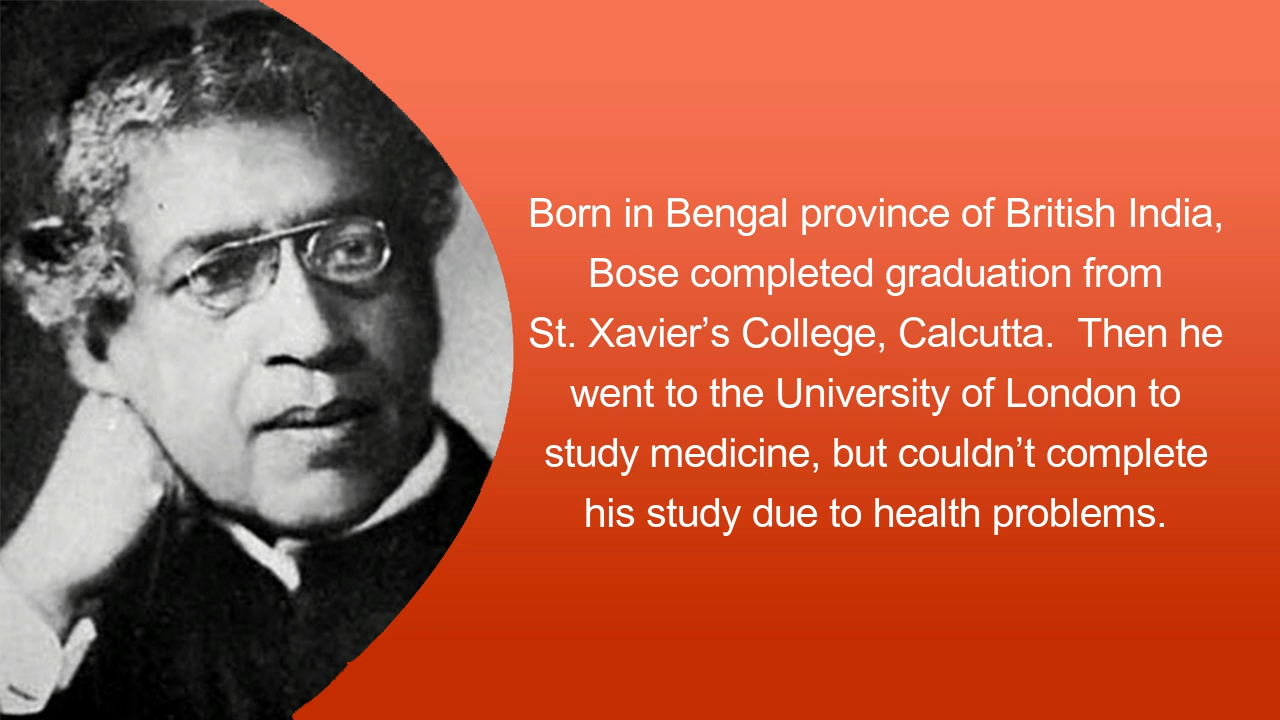 Born in Bengal province of British India,
Bose completed graduation from
St. Xavier’s College, Calcutta.  Then he
went to the University of London to
study medicine, but couldn’t complete
his study due to health problems.